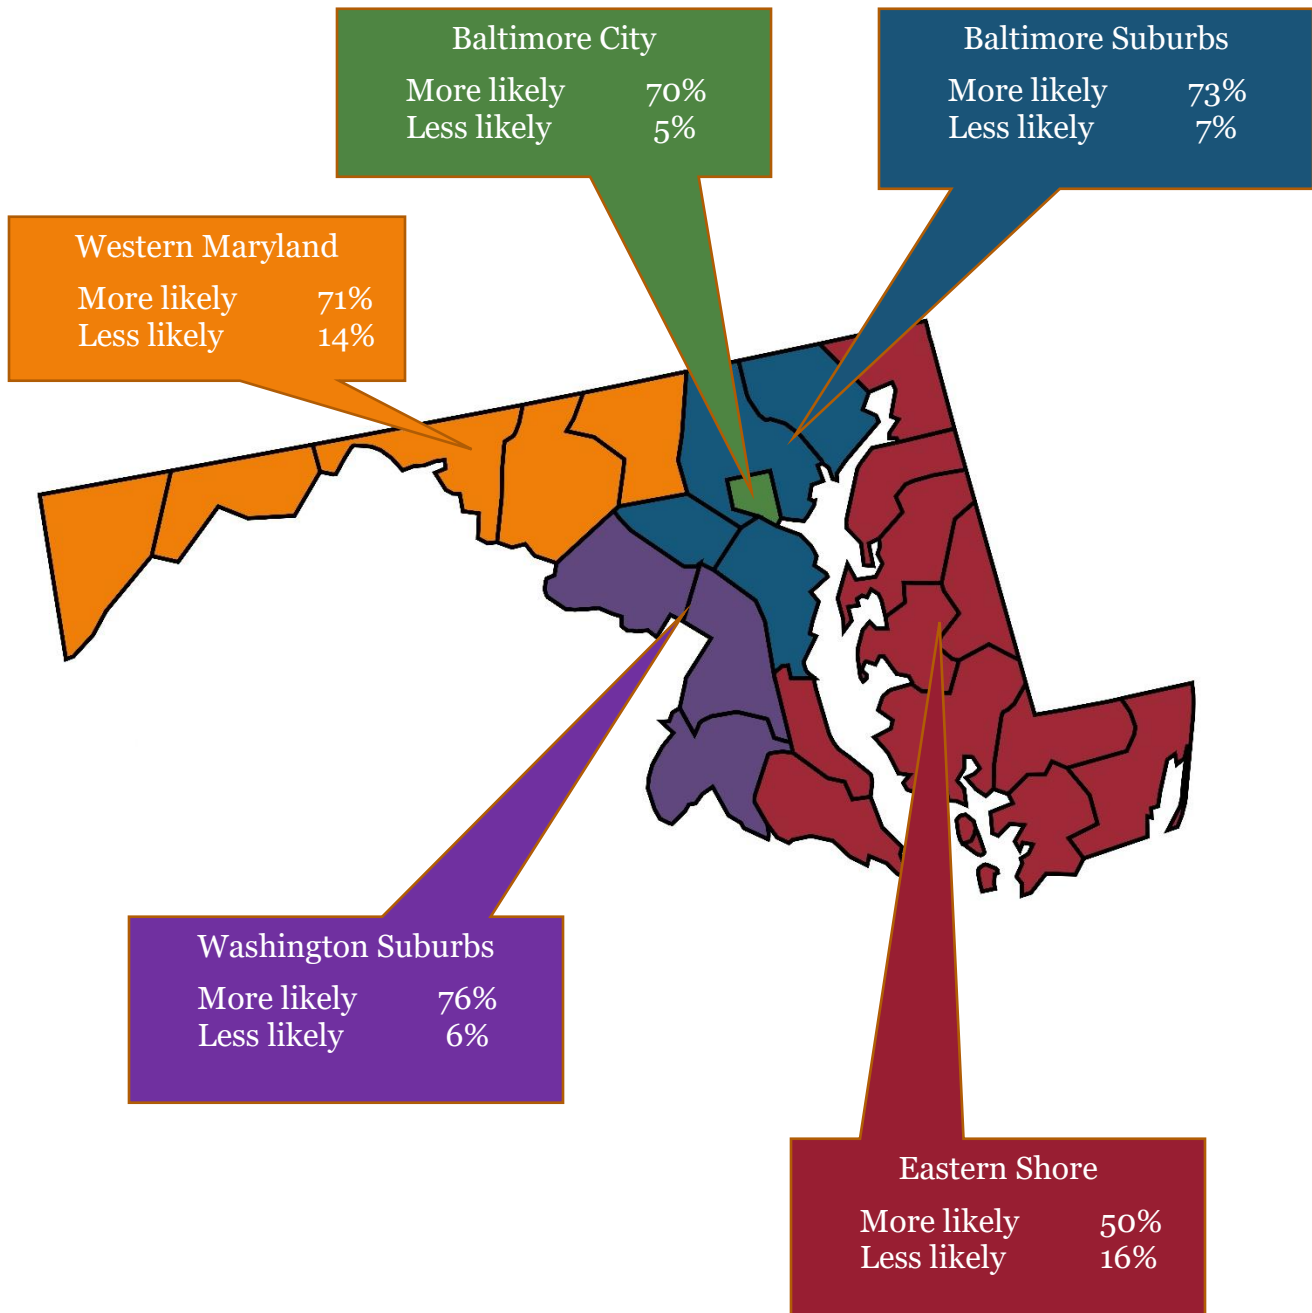 Baltimore City
More likely 70%
Less likely 5%
Baltimore Suburbs
More likely 73%
Less likely 7%
Western Maryland
More likely 71%
Less likely 14%
Washington Suburbs
More likely 76%
Less likely 6%
Eastern Shore
More likely 50%
Less likely 16%